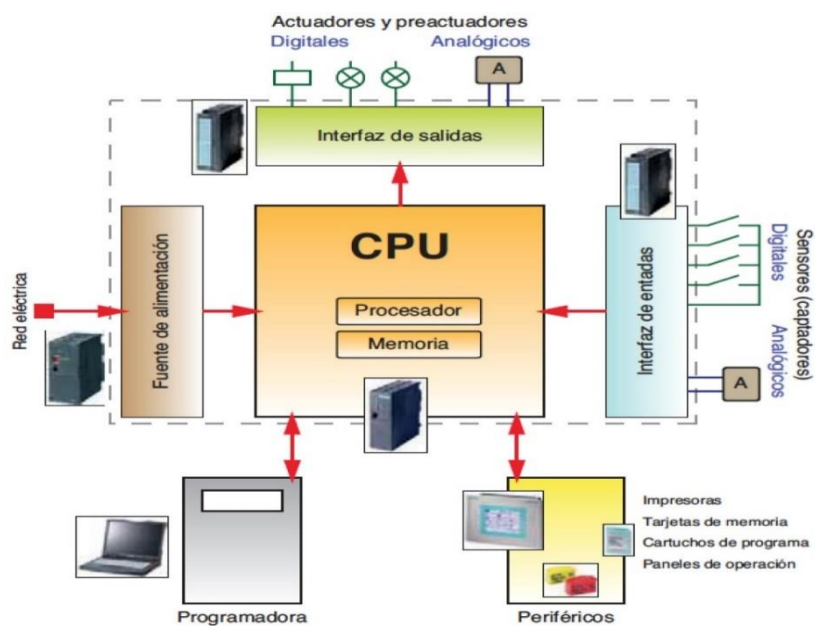 Actuadores y preactuadores
Digitales
Analógicos
A
Interfaz de salidas
Red eléctrica
Fuente de alimentación
CPU
Procesador
Memoria
Interfaz de entadas
Digitales
Sensores (captadores)
Analógicos
A
Impresoras
Tarjetas de memoria
Cartuchos de programa
Paneles de operación
Programadora
Periféricos